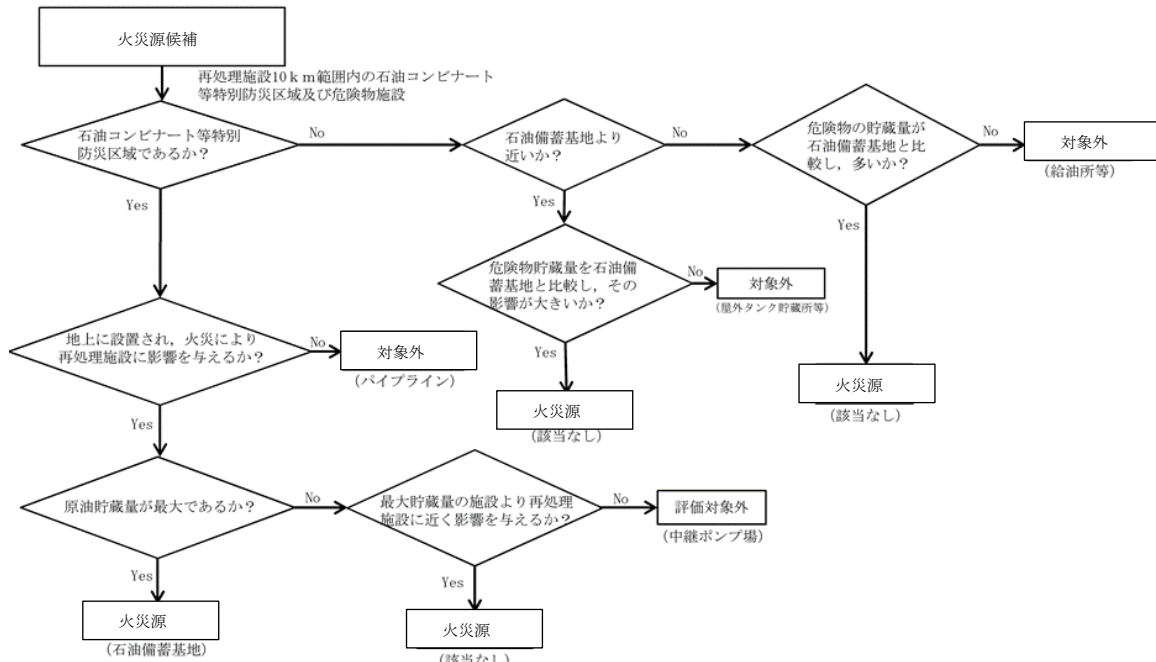 火災源候補
再処理施設10ｋｍ範囲内の石油コンビナート
等特別防災区域及び危険物施設
石油コンビナート等特別
防災区域であるか？
No
石油備蓄基地より
近いか？
No
危険物の貯蔵量が
石油備蓄基地と比
較し，多いか？
No
対象外
(給油所等)
Yes
Yes
Yes
危険物貯蔵量を石油備
蓄基地と比較し，その
影響が大きいか？
No
対象外
(屋外タンク貯蔵所等)
地上に設置され，火災により
再処理施設に影響を与えるか？
No
対象外
(パイプライン)
Yes
火災源
(該当なし)
火災源
(該当なし)
Yes
原油貯蔵量が最大であるか？
No
最大貯蔵量の施設より再処理
施設に近く影響を与えるか？
No
評価対象外
(中継ポンプ場)
Yes
Yes
火災源
(石油備蓄基地)
火災源
(該当なし)